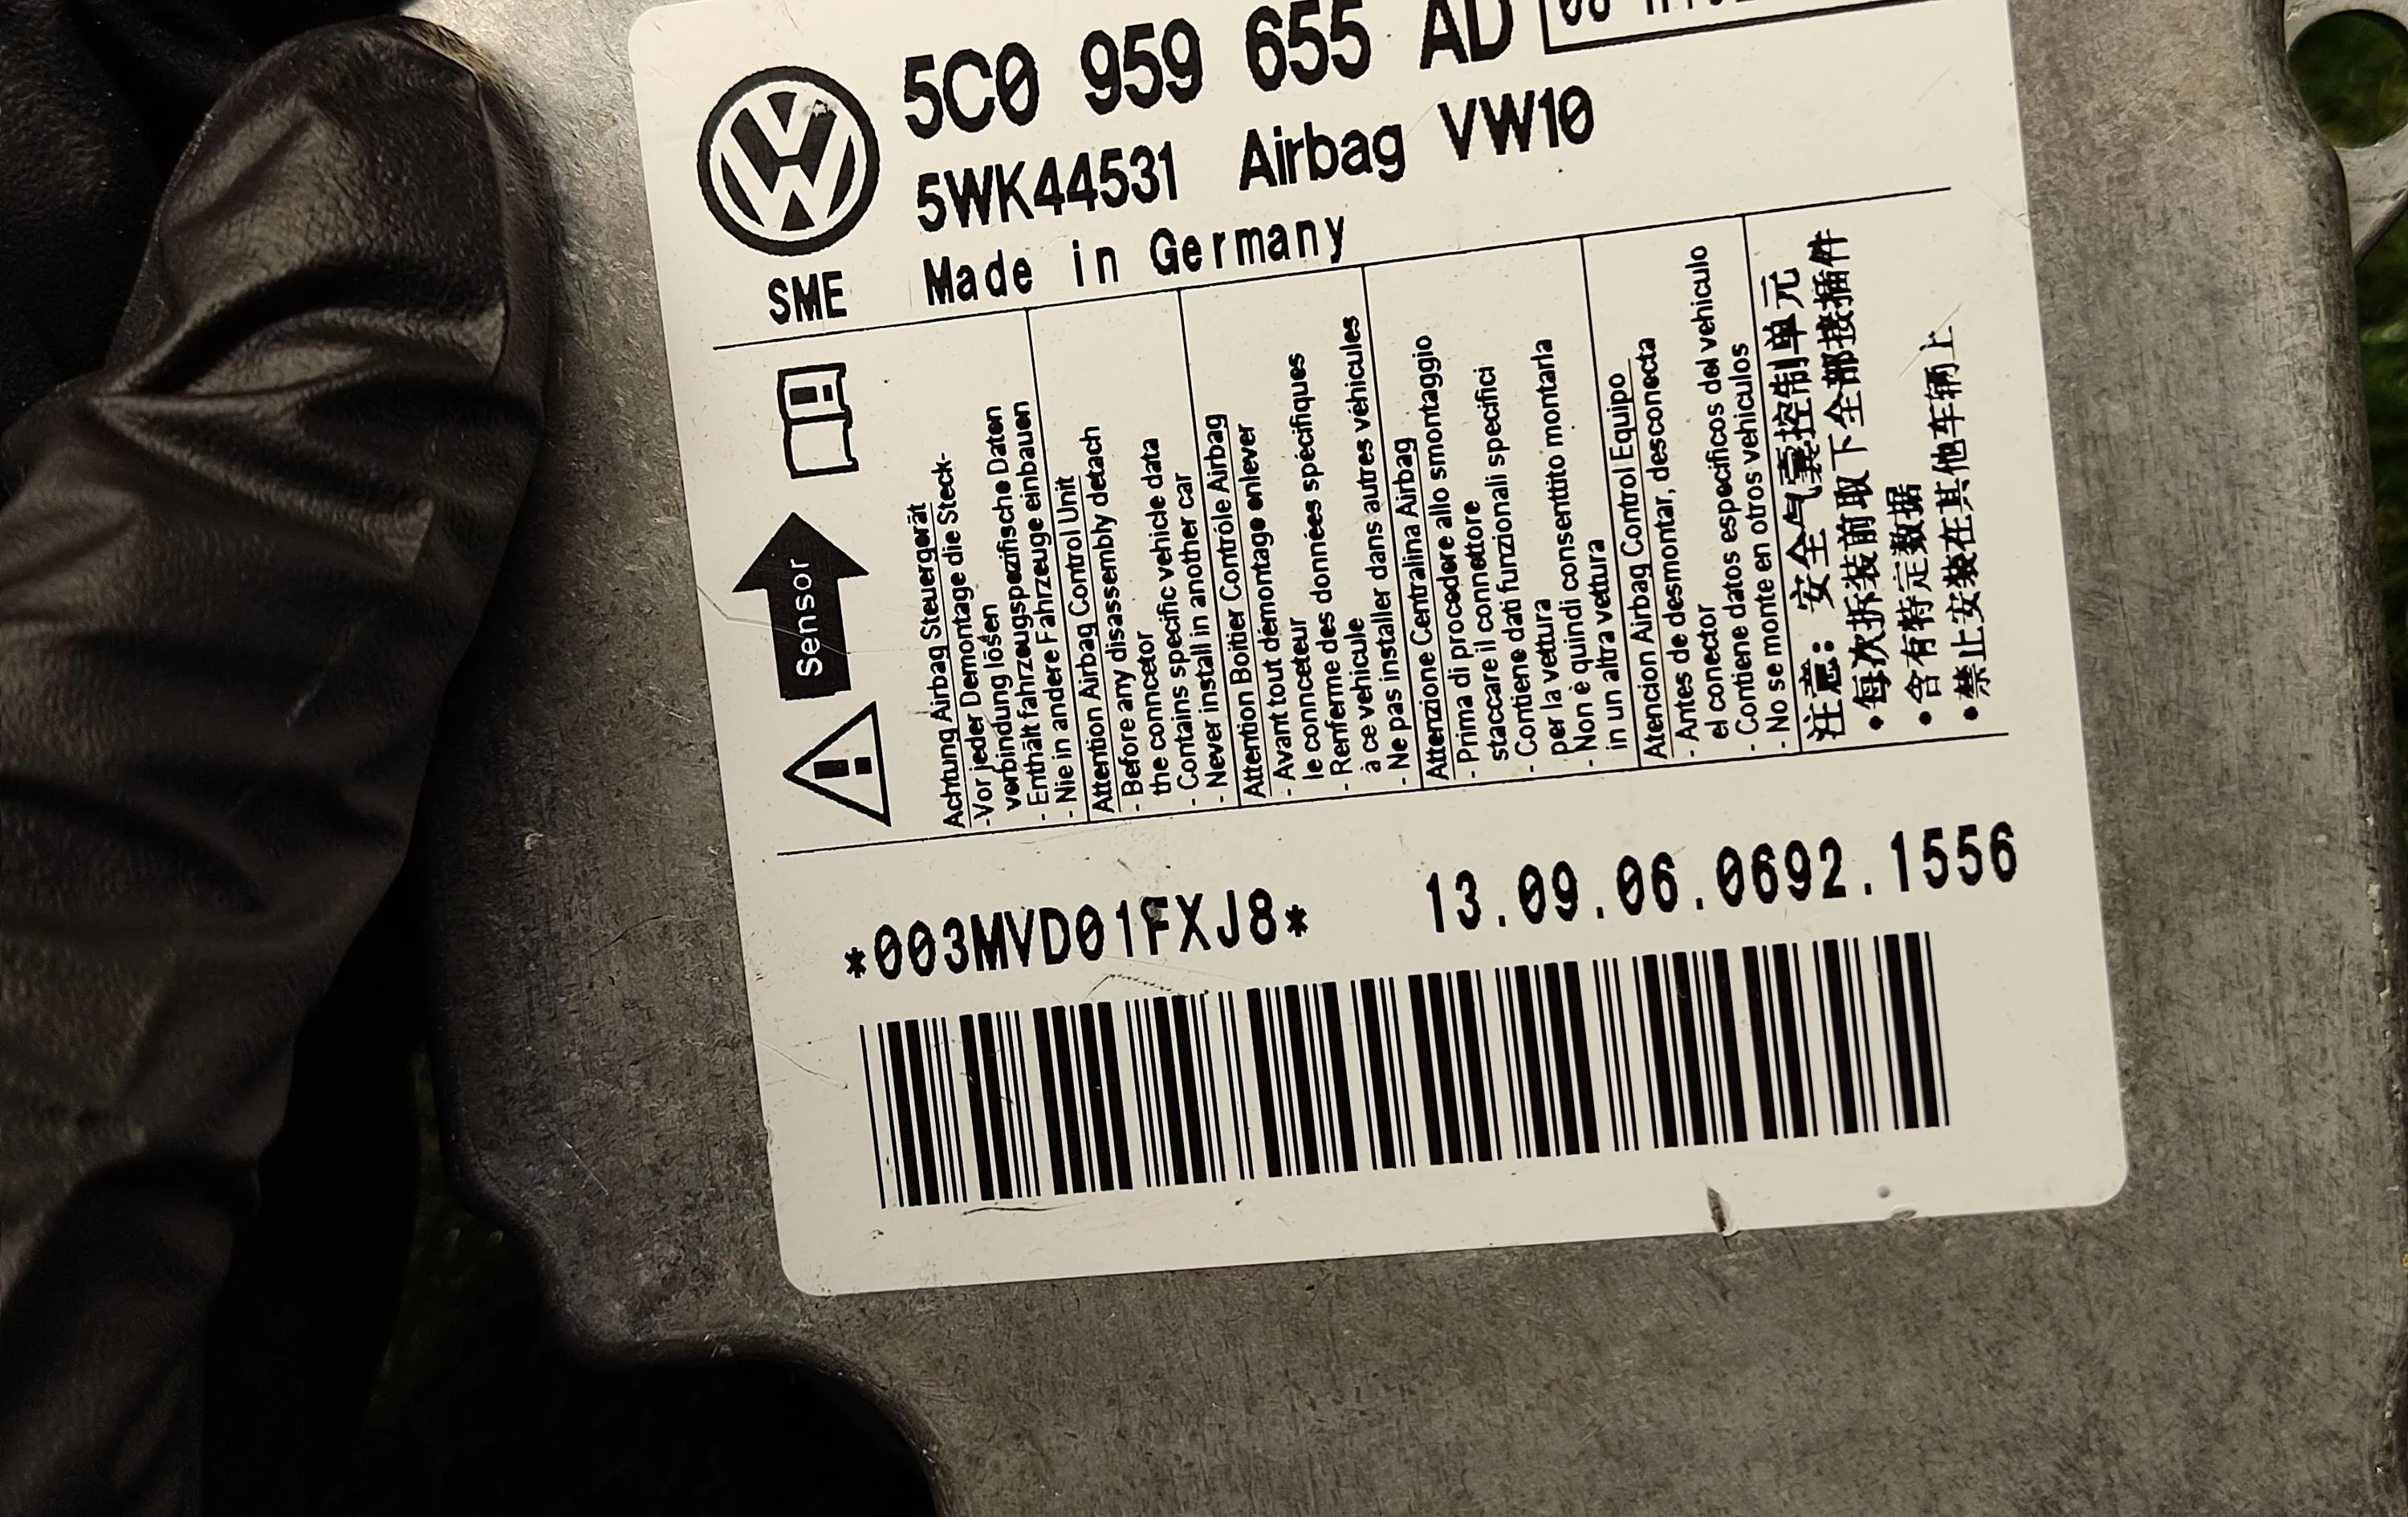 5C0 959 655 AD
5WK44531 Airbag VW10
Made in Germany
SME
Sensor
Achtung Airbag Steuergerät
-Vor jeder Demontage die Steck-
verbindung lösen
- Enthält fahrzeugspezifische Daten
- Nie in andere Fahrzeuge einbauen
Attention Airbag Control Unit
- Before any disassembly detach
the conncetor
- Contains specific vehicle data
- Never install in another car
Attention Boitier Contrôle Airbag
- Avant tout démontage enlever
le connceteur
- Renferme des données spécifiques
à ce vehicule
- Ne pas installer dans autres véhicules
Attenzione Centralina Airbag
- Prima di procedere allo smontaggio
staccare il connettore
- Contiene dati funzionali specifici
per la vettura
- Non è quindi consenttito montarla
in un altra vettura
Atencion Airbag Control Equipo
- Antes de desmontar, desconecta
el conector
- Contiene datos especificos del vehiculo
- No se monte en otros vehiculos
注意: 安全气囊控制单元
•每次拆装前取下全部接插件
•含有特定数据
•禁止安装在其他车辆上
*003MVD01FXJ8* 13.09.06.0692.1556